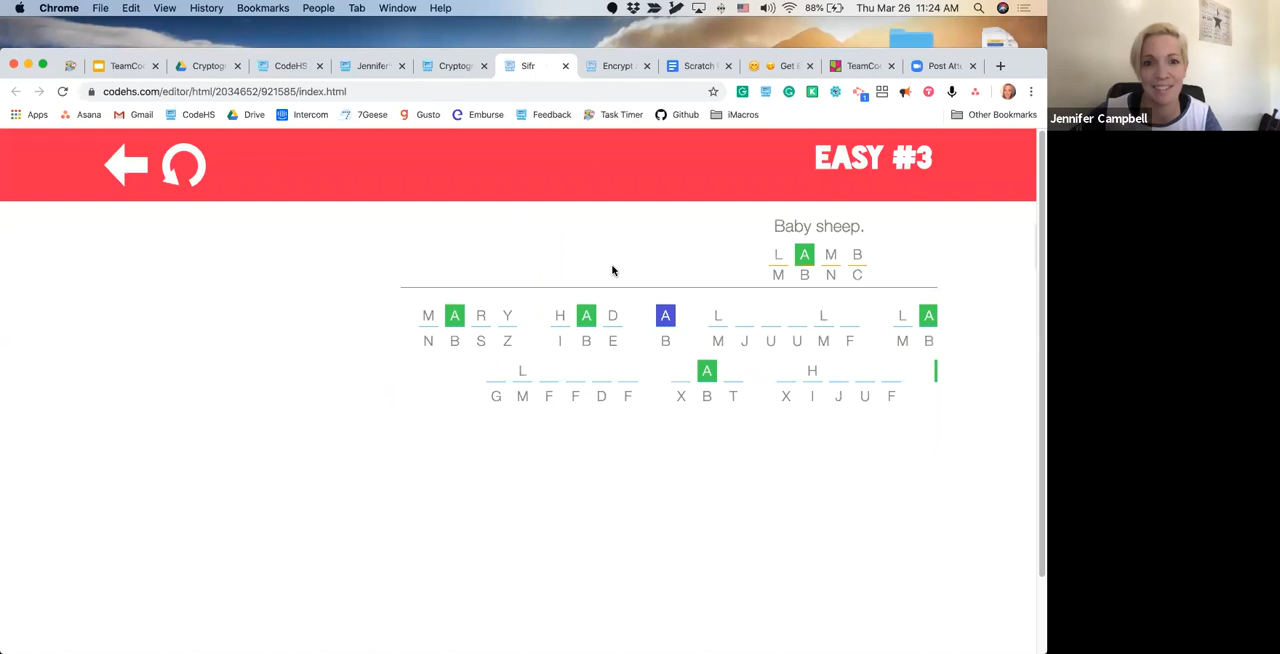 Chrome File Edit View History Bookmarks People Tab Window Help 88% Thu Mar 26 11:24 AM
TeamCo Cryptog CodeHS Jennifer Cryptog Sifr Encrypt Scratch F Get TeamCo Post Att
codehs.com/editor/html/2034652/921585/index.html
Apps Asana Gmail CodeHS Drive Intercom 7Geese Gusto Emburse Feedback Task Timer Github iMacros Other Bookmarks
Jennifer Campbell
EASY #3
Baby sheep.
L A M B
M B N C
M A R Y H A D A L L L A
N B S Z I B E B M J U U M F M B
L A H
G M F F D F X B T X I J U F